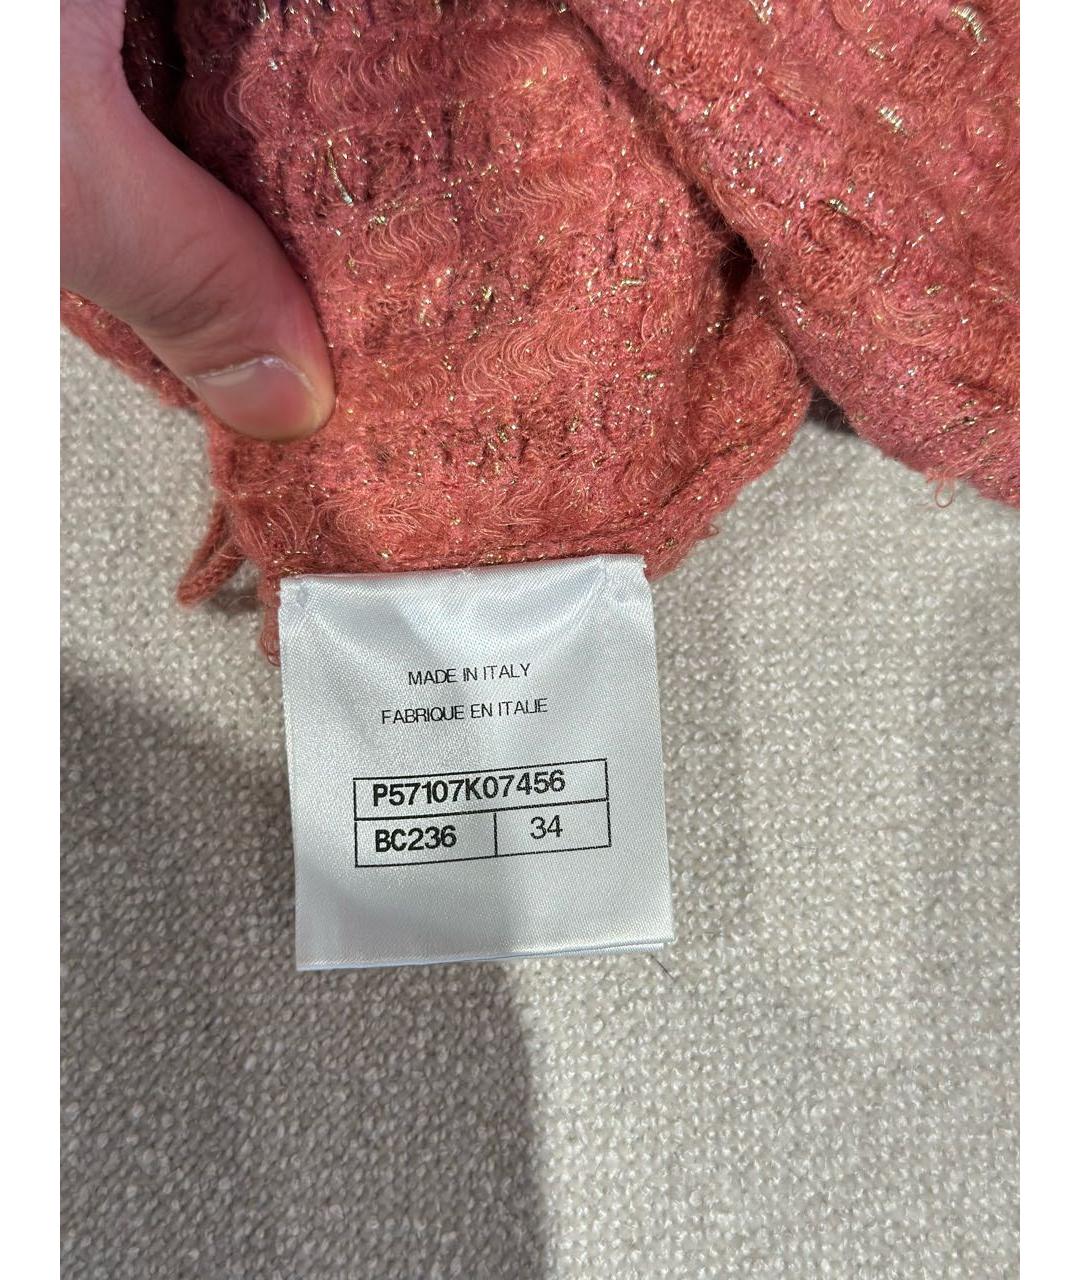 MADE IN ITALY
FABRIQUE EN ITALIE
P57107K07456
BC236 34